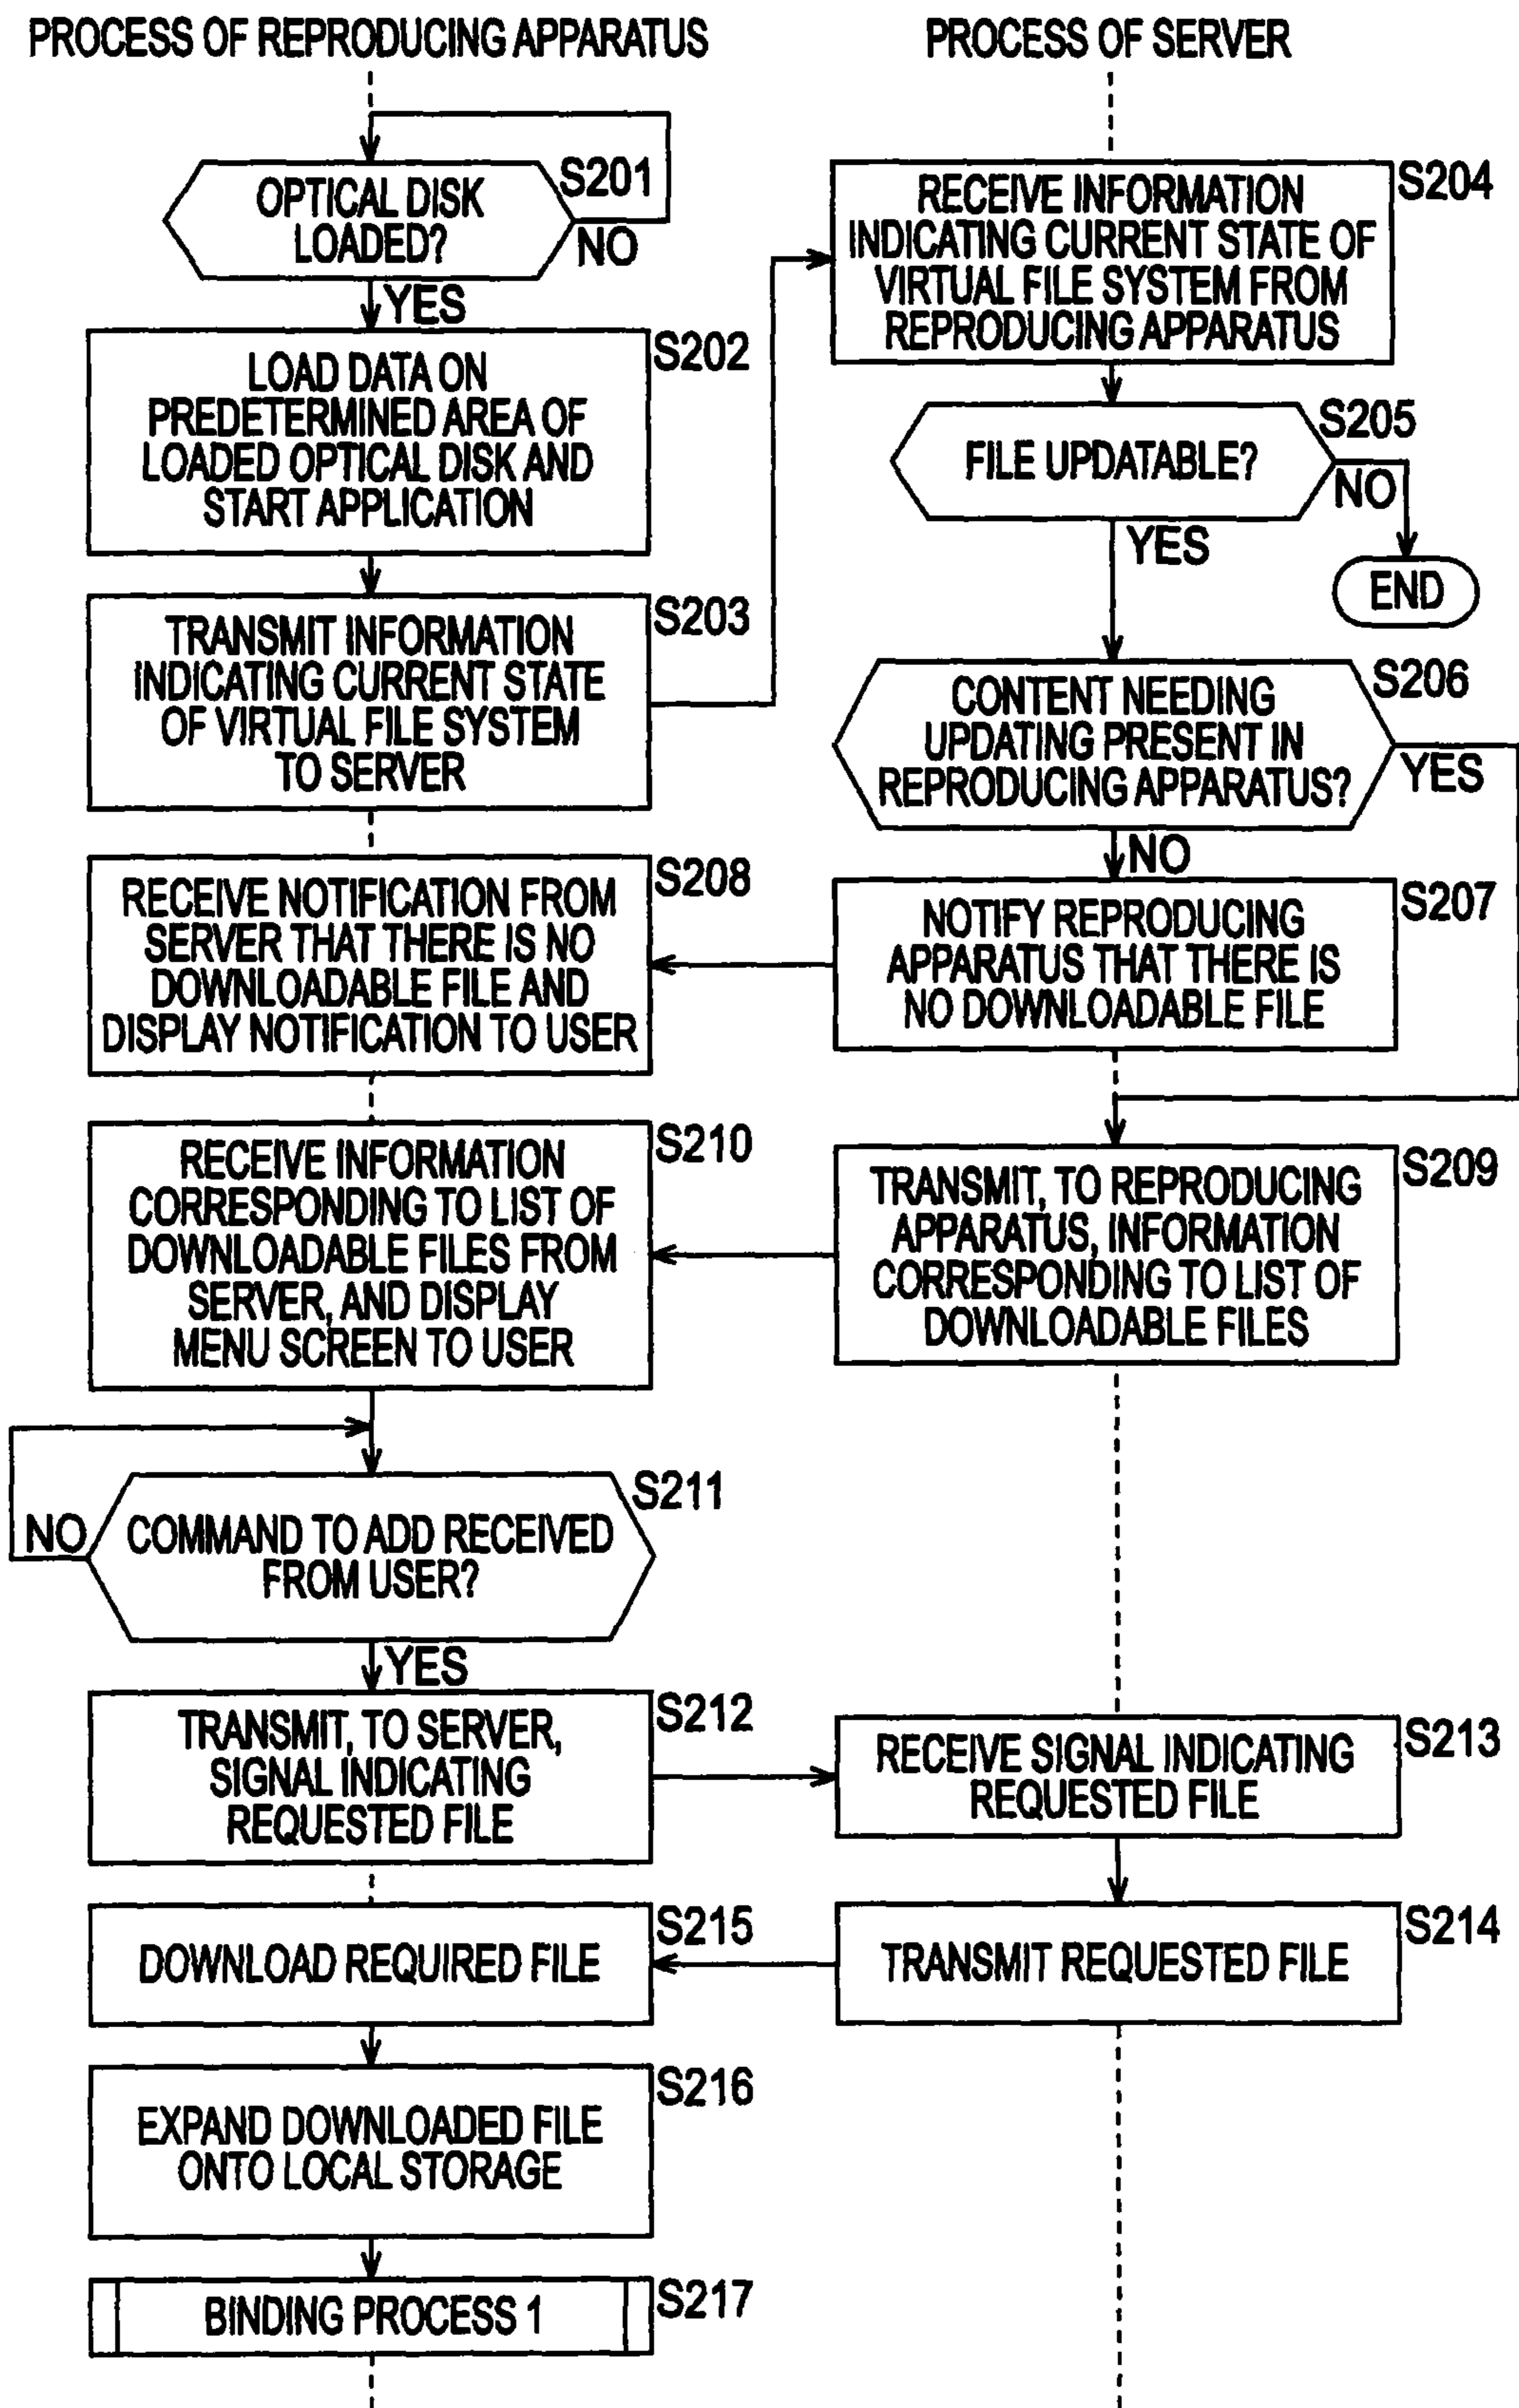 PROCESS OF REPRODUCING APPARATUS
PROCESS OF SERVER
S201
OPTICAL DISK
LOADED?
NO
YES
S202
LOAD DATA ON
PREDETERMINED AREA OF
LOADED OPTICAL DISK AND
START APPLICATION
S203
TRANSMIT INFORMATION
INDICATING CURRENT STATE
OF VIRTUAL FILE SYSTEM
TO SERVER
S204
RECEIVE INFORMATION
INDICATING CURRENT STATE OF
VIRTUAL FILE SYSTEM FROM
REPRODUCING APPARATUS
S205
FILE UPDATABLE?
NO
YES
END
S206
CONTENT NEEDING
UPDATING PRESENT IN
REPRODUCING APPARATUS?
YES
NO
S207
NOTIFY REPRODUCING
APPARATUS THAT THERE IS
NO DOWNLOADABLE FILE
S208
RECEIVE NOTIFICATION FROM
SERVER THAT THERE IS NO
DOWNLOADABLE FILE AND
DISPLAY NOTIFICATION TO USER
S209
TRANSMIT, TO REPRODUCING
APPARATUS, INFORMATION
CORRESPONDING TO LIST OF
DOWNLOADABLE FILES
S210
RECEIVE INFORMATION
CORRESPONDING TO LIST OF
DOWNLOADABLE FILES FROM
SERVER, AND DISPLAY
MENU SCREEN TO USER
S211
NO
COMMAND TO ADD RECEIVED
FROM USER?
YES
S212
TRANSMIT, TO SERVER,
SIGNAL INDICATING
REQUESTED FILE
S213
RECEIVE SIGNAL INDICATING
REQUESTED FILE
S214
TRANSMIT REQUESTED FILE
S215
DOWNLOAD REQUIRED FILE
S216
EXPAND DOWNLOADED FILE
ONTO LOCAL STORAGE
S217
BINDING PROCESS 1